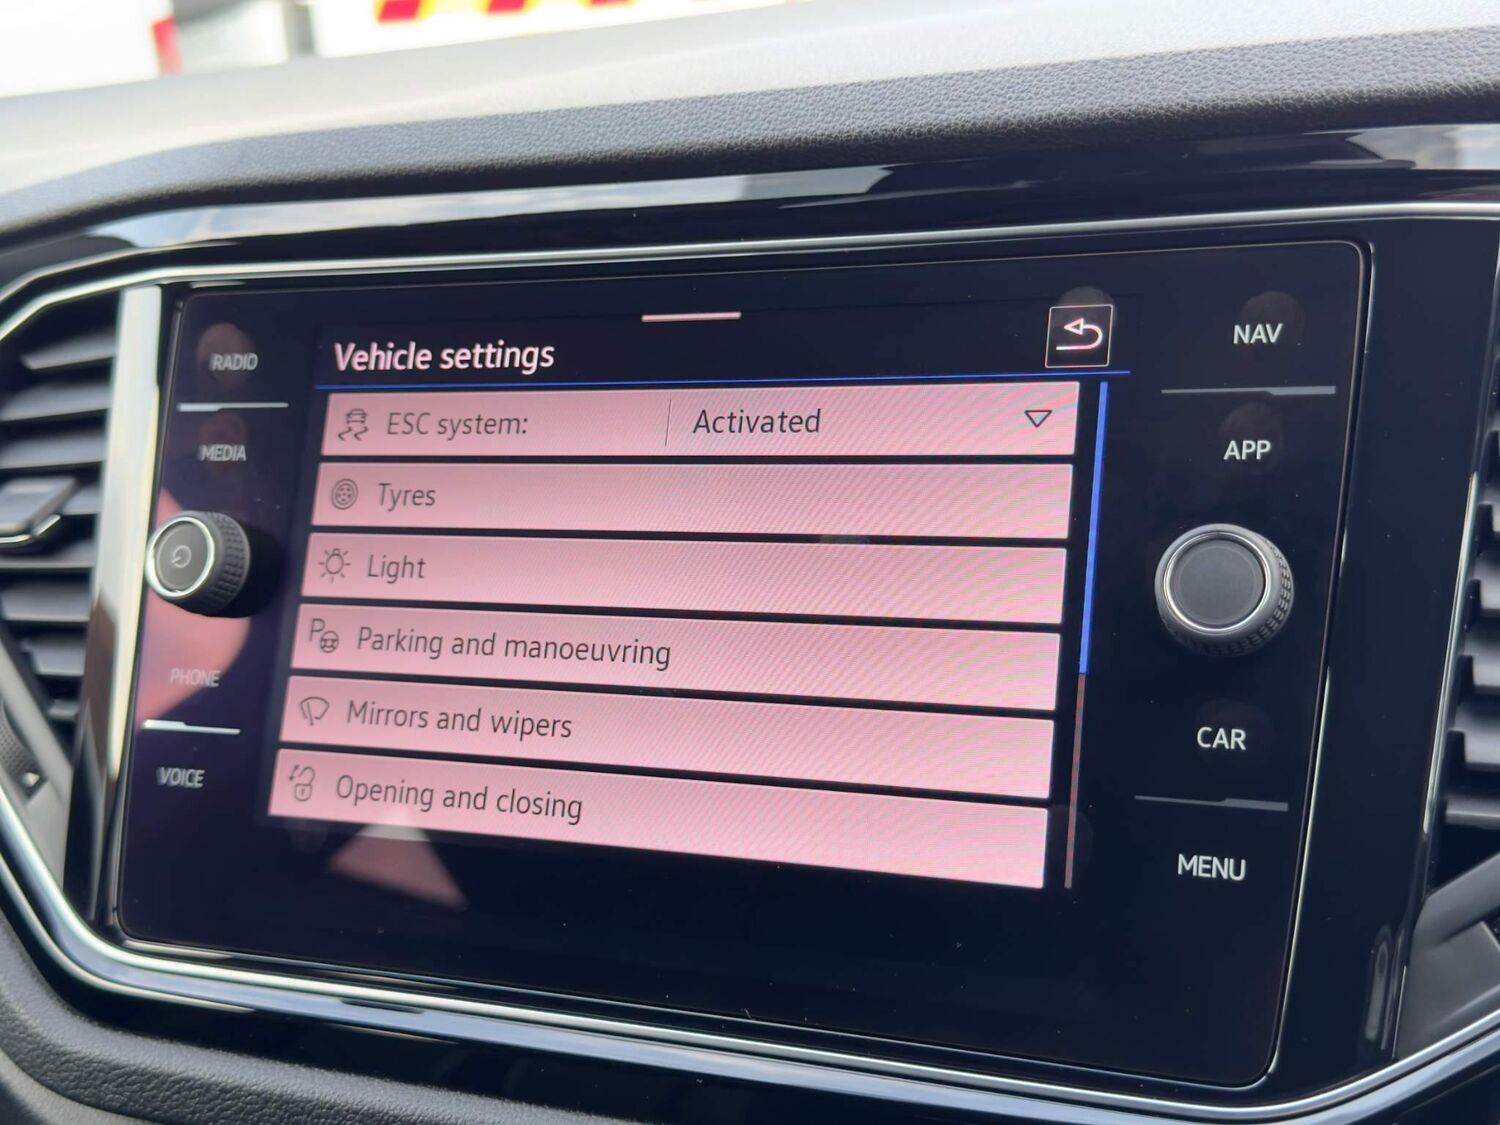 Vehicle settings
ESC system: Activated
Tyres
Light
Parking and manoeuvring
Mirrors and wipers
Opening and closing
RADIO
MEDIA
PHONE
VOICE
NAV
APP
CAR
MENU